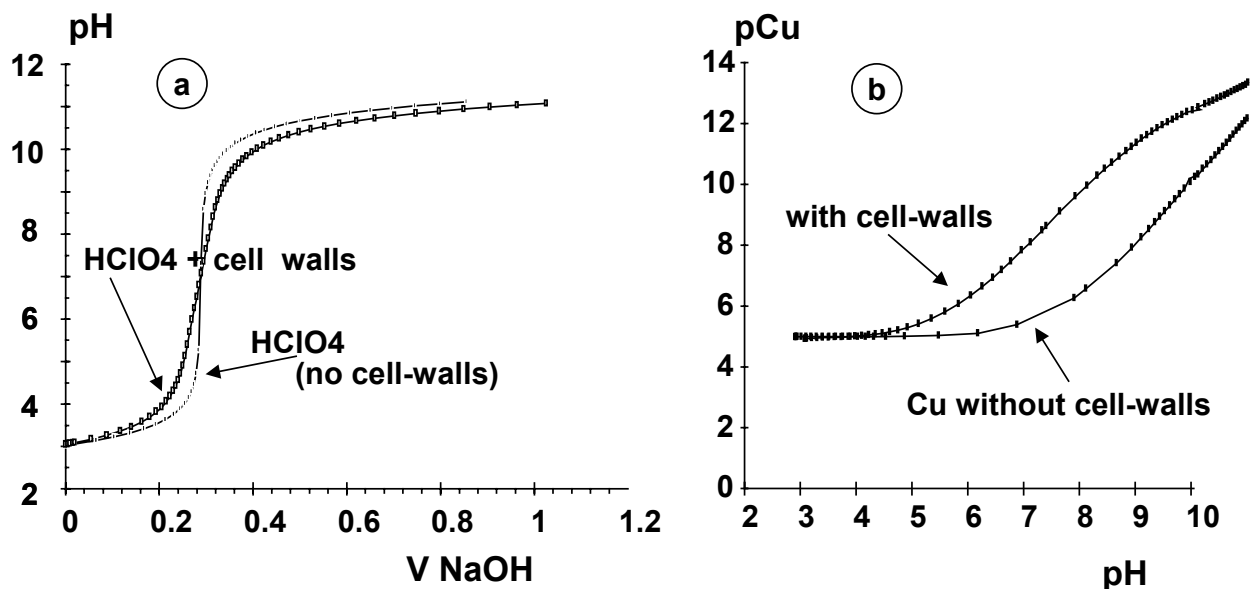 pH
12
10
8
6
4
2
a
HClO4 + cell walls
HClO4
(no cell-walls)
0
0.2
0.4
0.6
0.8
1
1.2
V NaOH
pCu
14
12
10
8
6
4
2
0
b
with cell-walls
Cu without cell-walls
2
3
4
5
6
7
8
9
10
pH